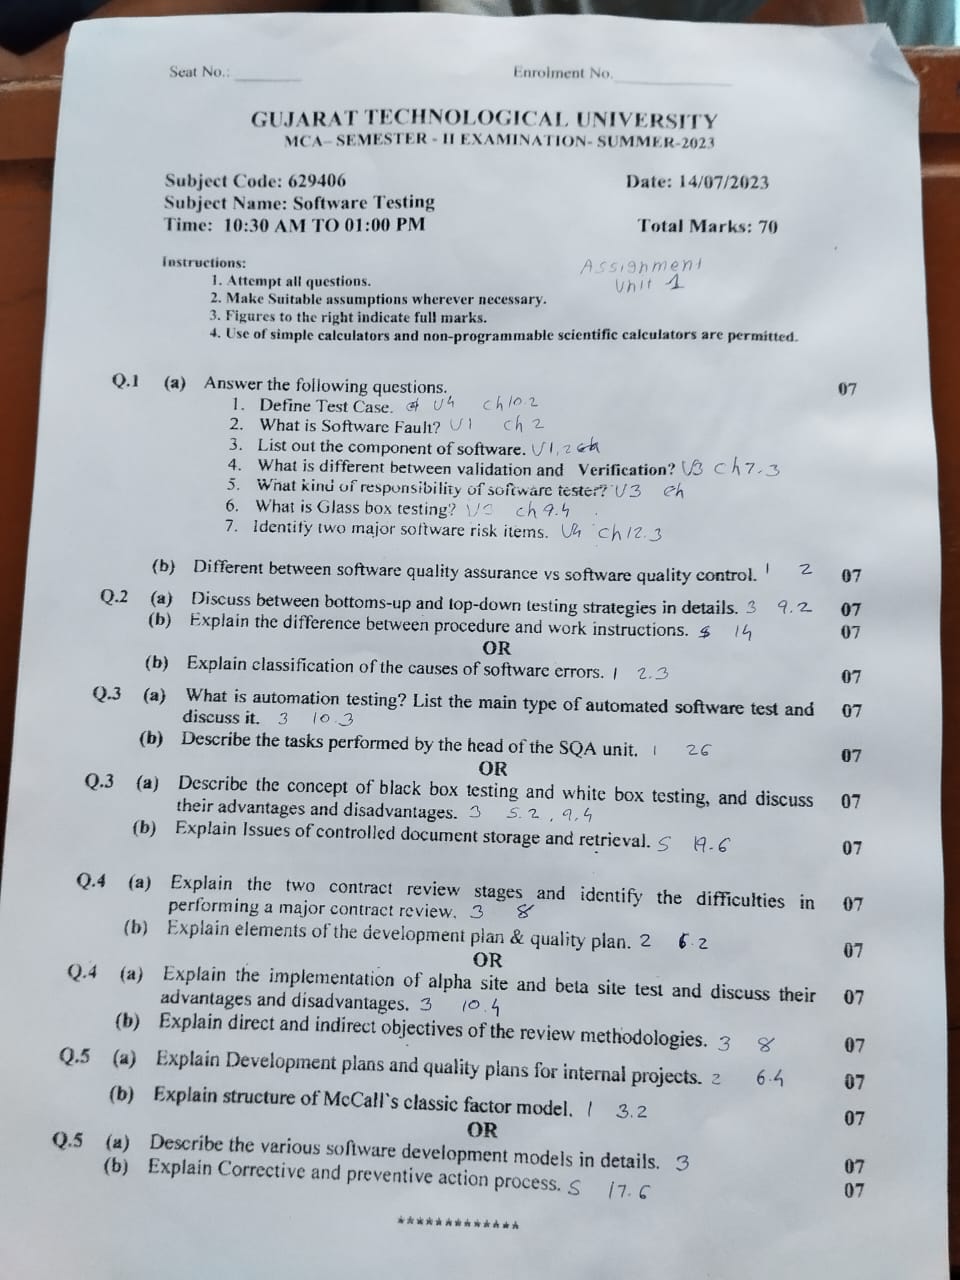 Seat No.: ________ Enrolment No. ______________
GUJARAT TECHNOLOGICAL UNIVERSITY
MCA– SEMESTER - II EXAMINATION- SUMMER-2023
Subject Code: 629406 Date: 14/07/2023
Subject Name: Software Testing
Time: 10:30 AM TO 01:00 PM Total Marks: 70
Instructions: Assignment
1. Attempt all questions. Unit 1
2. Make Suitable assumptions wherever necessary.
3. Figures to the right indicate full marks.
4. Use of simple calculators and non-programmable scientific calculators are permitted.
Q.1 (a) Answer the following questions. 07
1. Define Test Case. U4 ch10.2
2. What is Software Fault? U1 ch 2
3. List out the component of software. U1, 2
4. What is different between validation and Verification? U3 ch7.3
5. What kind of responsibility of software tester? U3 ch
6. What is Glass box testing? ch 9.4
7. Identify two major software risk items. U4 ch12.3
(b) Different between software quality assurance vs software quality control. 1 2 07
Q.2 (a) Discuss between bottoms-up and top-down testing strategies in details. 3 9.2 07
(b) Explain the difference between procedure and work instructions. 14 07
OR
(b) Explain classification of the causes of software errors. 1 2.3 07
Q.3 (a) What is automation testing? List the main type of automated software test and 07
discuss it. 3 10.3
(b) Describe the tasks performed by the head of the SQA unit. 1 26 07
OR
Q.3 (a) Describe the concept of black box testing and white box testing, and discuss 07
their advantages and disadvantages. 3 5.2, 9.4
(b) Explain Issues of controlled document storage and retrieval. 5 19.6 07
Q.4 (a) Explain the two contract review stages and identify the difficulties in 07
performing a major contract review. 3 8
(b) Explain elements of the development plan & quality plan. 2 6.2 07
OR
Q.4 (a) Explain the implementation of alpha site and beta site test and discuss their 07
advantages and disadvantages. 3 10.4
(b) Explain direct and indirect objectives of the review methodologies. 3 8 07
Q.5 (a) Explain Development plans and quality plans for internal projects. 2 6.4 07
(b) Explain structure of McCall's classic factor model. 1 3.2 07
OR
Q.5 (a) Describe the various software development models in details. 3 07
(b) Explain Corrective and preventive action process. 5 17.6 07
*************